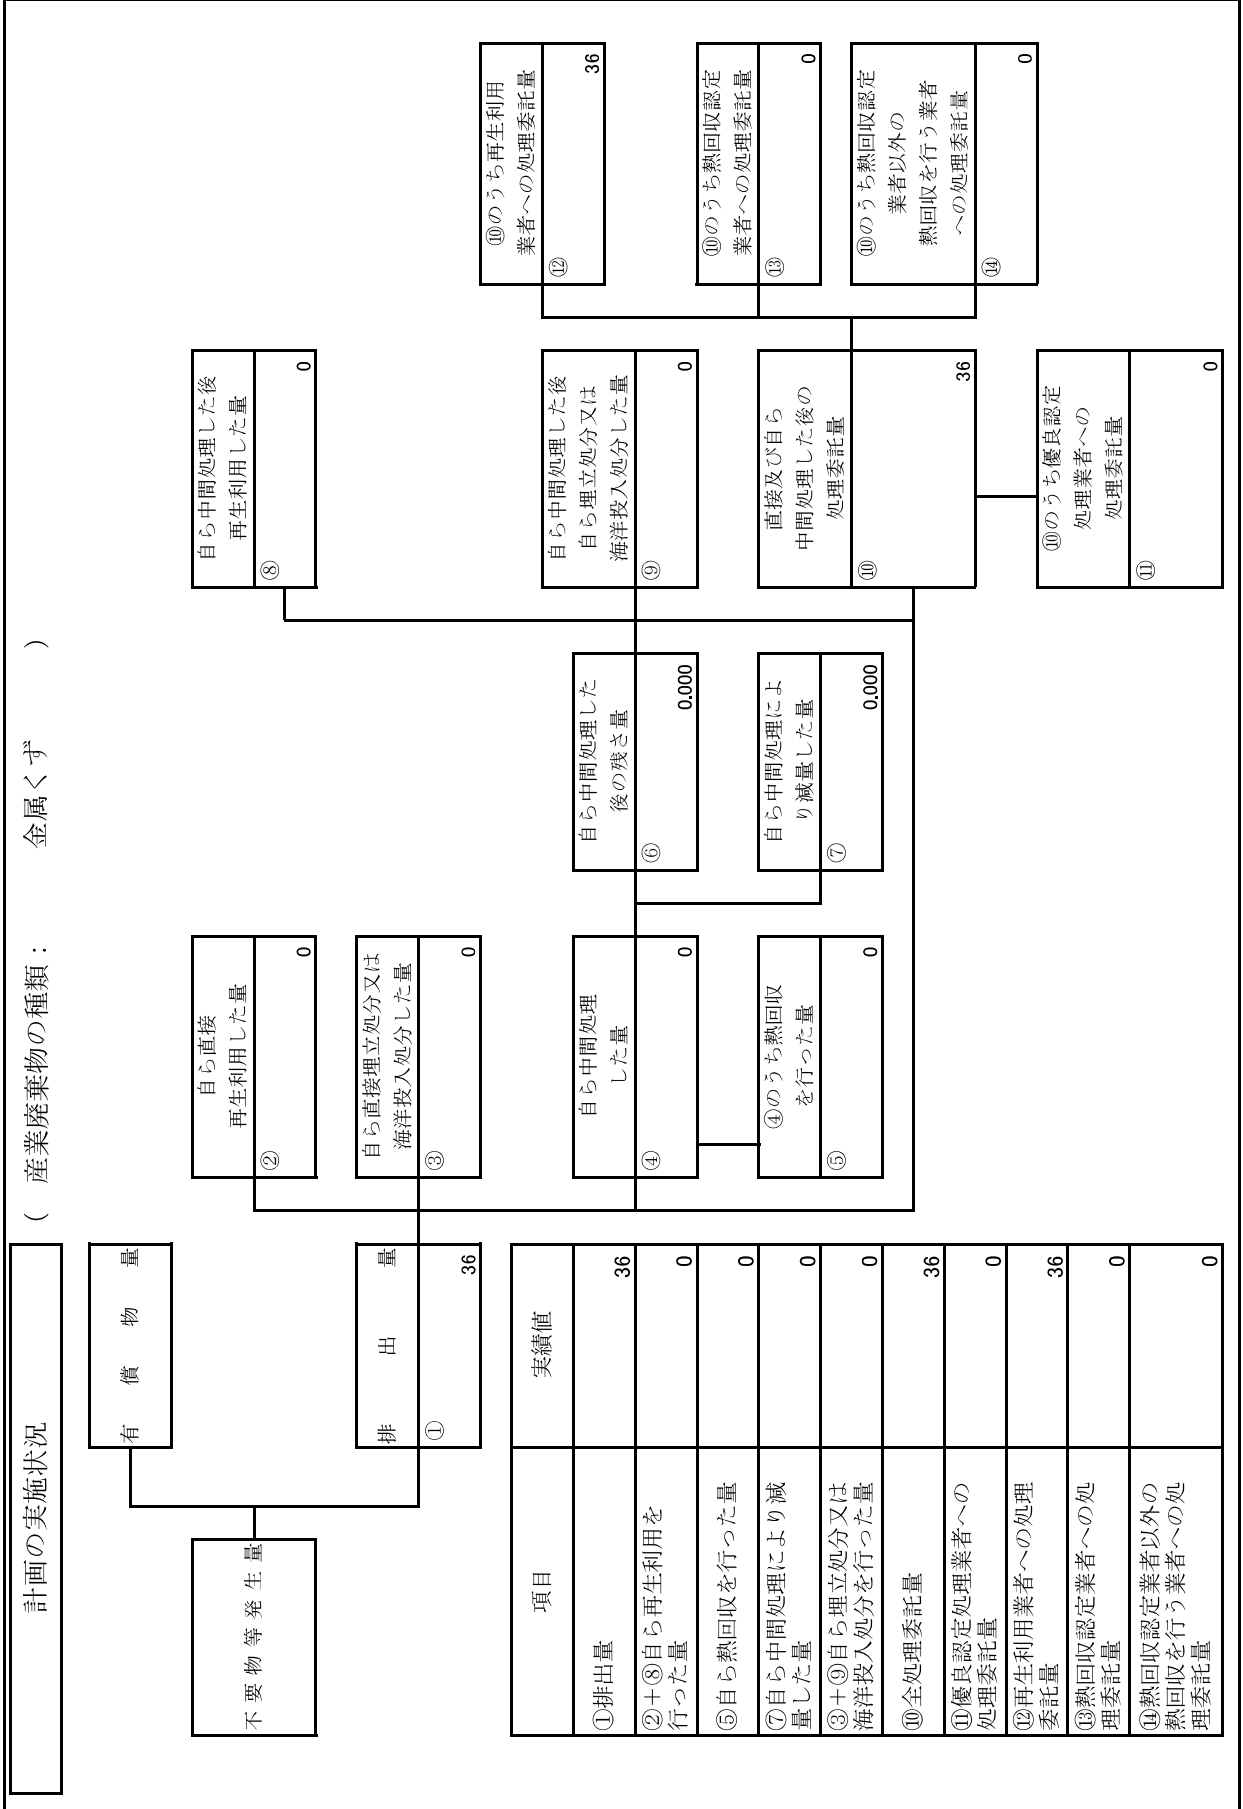 計画の実施状況
（　産業廃棄物の種類：　　金属くず　　　）
不要物等発生量
有償物量
排出量
①
36
自ら直接
再生利用した量
②
0
自ら直接埋立処分又は
海洋投入処分した量
③
0
自ら中間処理
した量
④
0
④のうち熱回収
を行った量
⑤
0
自ら中間処理した
後の残さ量
⑥
0.000
自ら中間処理によ
り減量した量
⑦
0.000
自ら中間処理した後
再生利用した量
⑧
0
自ら中間処理した後
自ら埋立処分又は
海洋投入処分した量
⑨
0
直接及び自ら
中間処理した後の
処理委託量
⑩
36
⑩のうち優良認定
処理業者への
処理委託量
⑪
0
⑩のうち再生利用
業者への処理委託量
⑫
36
⑩のうち熱回収認定
業者への処理委託量
⑬
0
⑩のうち熱回収認定
業者以外の
熱回収を行う業者
への処理委託量
⑭
0
項目
実績値
①排出量
36
②＋⑧自ら再生利用を
行った量
0
⑤自ら熱回収を行った量
0
⑦自ら中間処理により減
量した量
0
③＋⑨自ら埋立処分又は
海洋投入処分を行った量
0
⑩全処理委託量
36
⑪優良認定処理業者への
処理委託量
0
⑫再生利用業者への処理
委託量
36
⑬熱回収認定業者への処
理委託量
0
⑭熱回収認定業者以外の
熱回収を行う業者への処
理委託量
0